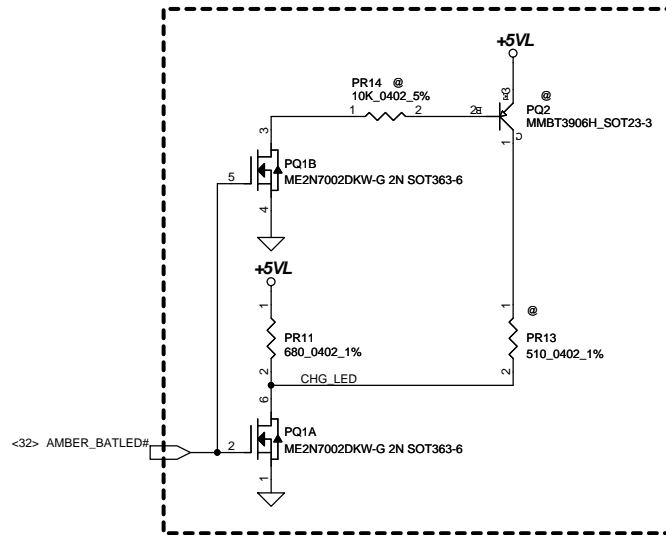 +5VL
PR14 @
10K_0402_5%
1
2
2
B
E
3
@
PQ2
MMBT3906H_SOT23-3
C
1
3
PQ1B
ME2N7002DKW-G 2N SOT363-6
5
4
+5VL
1
PR11
680_0402_1%
2
CHG_LED
1
@
PR13
510_0402_1%
2
6
PQ1A
ME2N7002DKW-G 2N SOT363-6
<32> AMBER_BATLED#
2
1